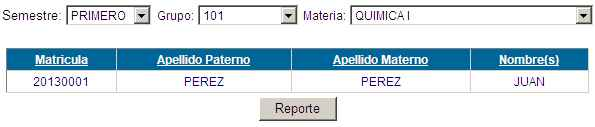 Semestre: PRIMERO Grupo: 101 Materia: QUIMICA I
Matricula Apellido Paterno Apellido Materno Nombre(s)
20130001 PEREZ PEREZ JUAN
Reporte